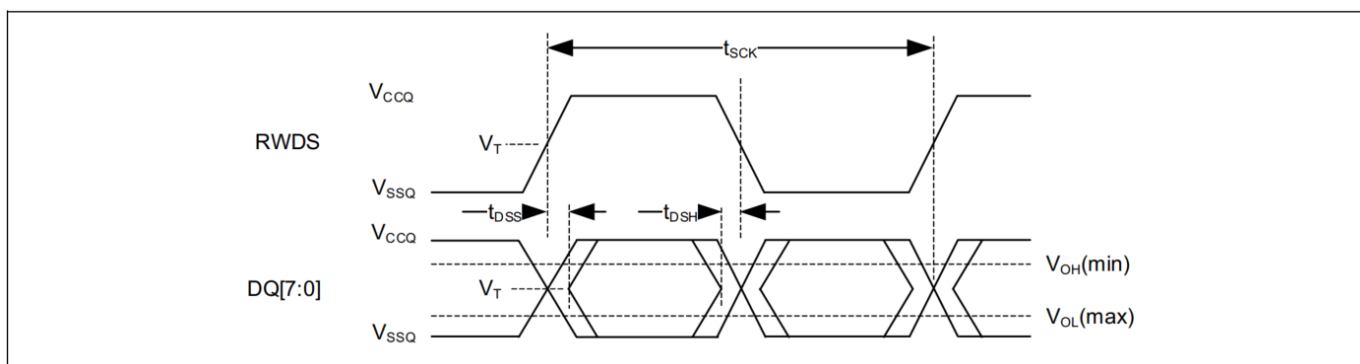 tSCK
VCCQ
RWDS
VT
VSSQ
tDSS
tDSH
VCCQ
VOH(min)
DQ[7:0]
VT
VOL(max)
VSSQ